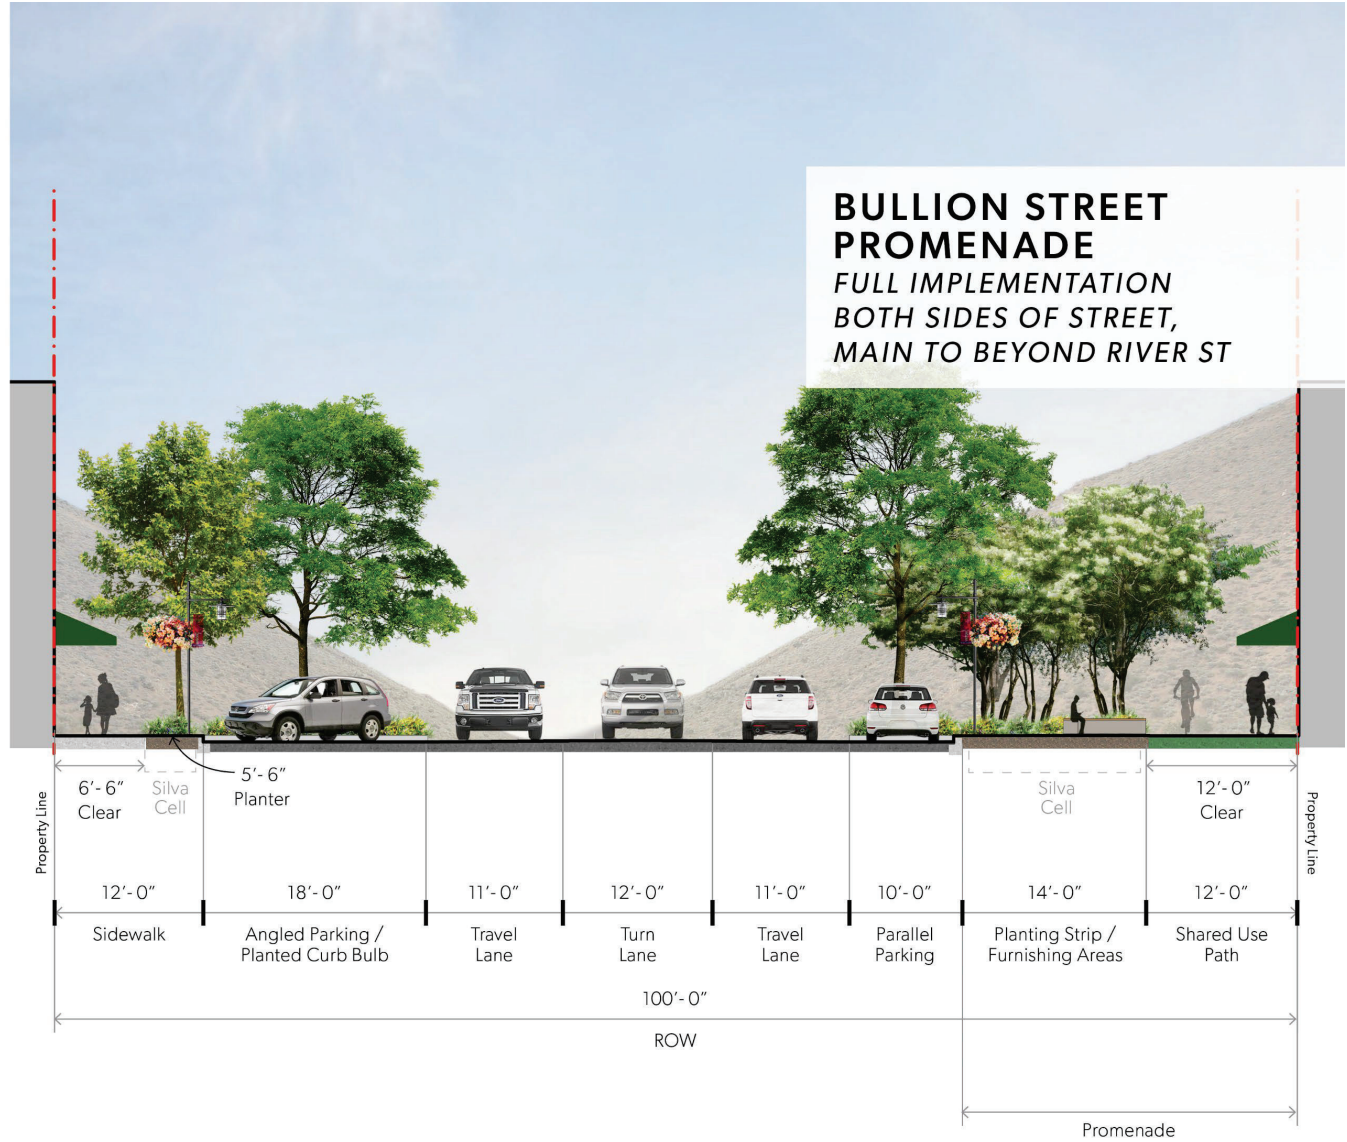 BULLION STREET
PROMENADE
FULL IMPLEMENTATION
BOTH SIDES OF STREET,
MAIN TO BEYOND RIVER ST
5'-6"
Planter
6'-6"
Clear
Silva
Cell
Silva
Cell
12'-0"
Clear
Property Line
Property Line
12'-0"
18'-0"
11'-0"
12'-0"
11'-0"
10'-0"
14'-0"
12'-0"
Sidewalk
Angled Parking /
Planted Curb Bulb
Travel
Lane
Turn
Lane
Travel
Lane
Parallel
Parking
Planting Strip /
Furnishing Areas
Shared Use
Path
100'-0"
ROW
Promenade